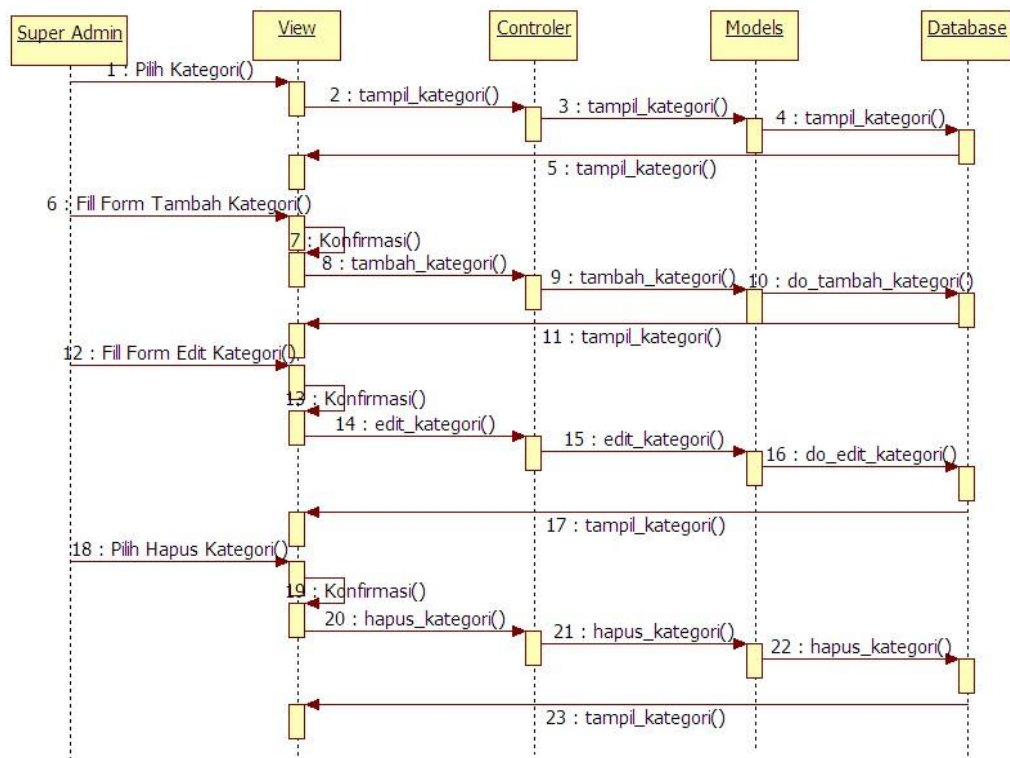 Super Admin
View
Controler
Models
Database
1 : Pilih Kategori()
2 : tampil_kategori()
3 : tampil_kategori()
4 : tampil_kategori()
5 : tampil_kategori()
6 : Fill Form Tambah Kategori()
7 : Konfirmasi()
8 : tambah_kategori()
9 : tambah_kategori()
10 : do_tambah_kategori()
11 : tampil_kategori()
12 : Fill Form Edit Kategori()
13 : Konfirmasi()
14 : edit_kategori()
15 : edit_kategori()
16 : do_edit_kategori()
17 : tampil_kategori()
18 : Pilih Hapus Kategori()
19 : Konfirmasi()
20 : hapus_kategori()
21 : hapus_kategori()
22 : hapus_kategori()
23 : tampil_kategori()